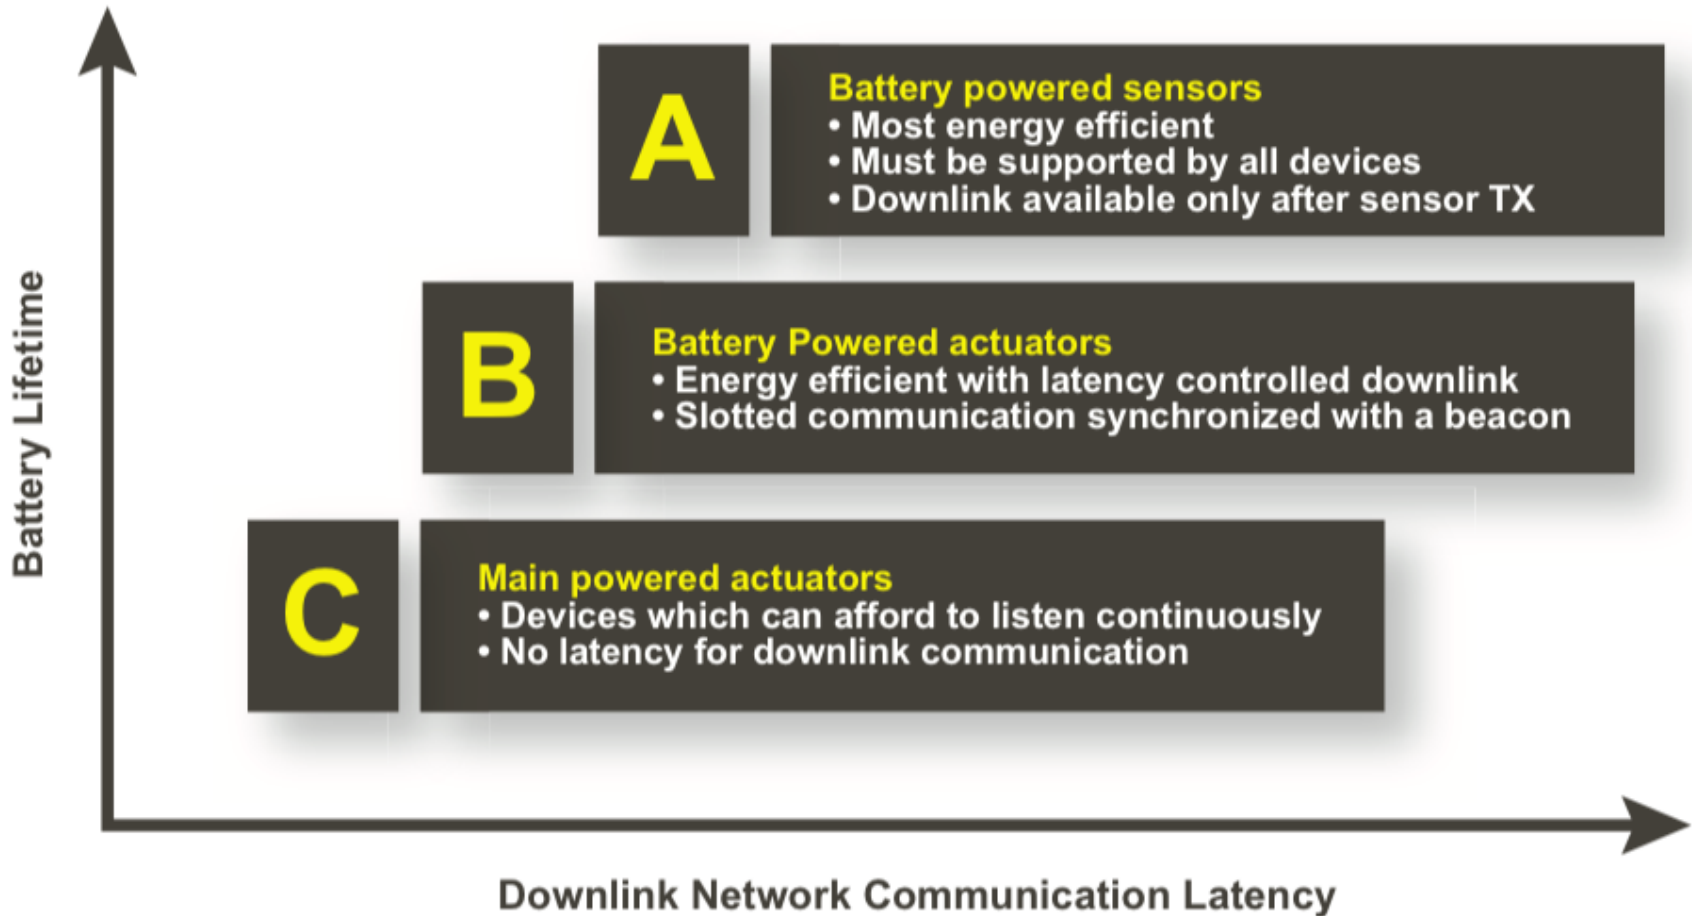 A
Battery powered sensors
• Most energy efficient
• Must be supported by all devices
• Downlink available only after sensor TX
B
Battery Powered actuators
• Energy efficient with latency controlled downlink
• Slotted communication synchronized with a beacon
C
Main powered actuators
• Devices which can afford to listen continuously
• No latency for downlink communication
Battery Lifetime
Downlink Network Communication Latency